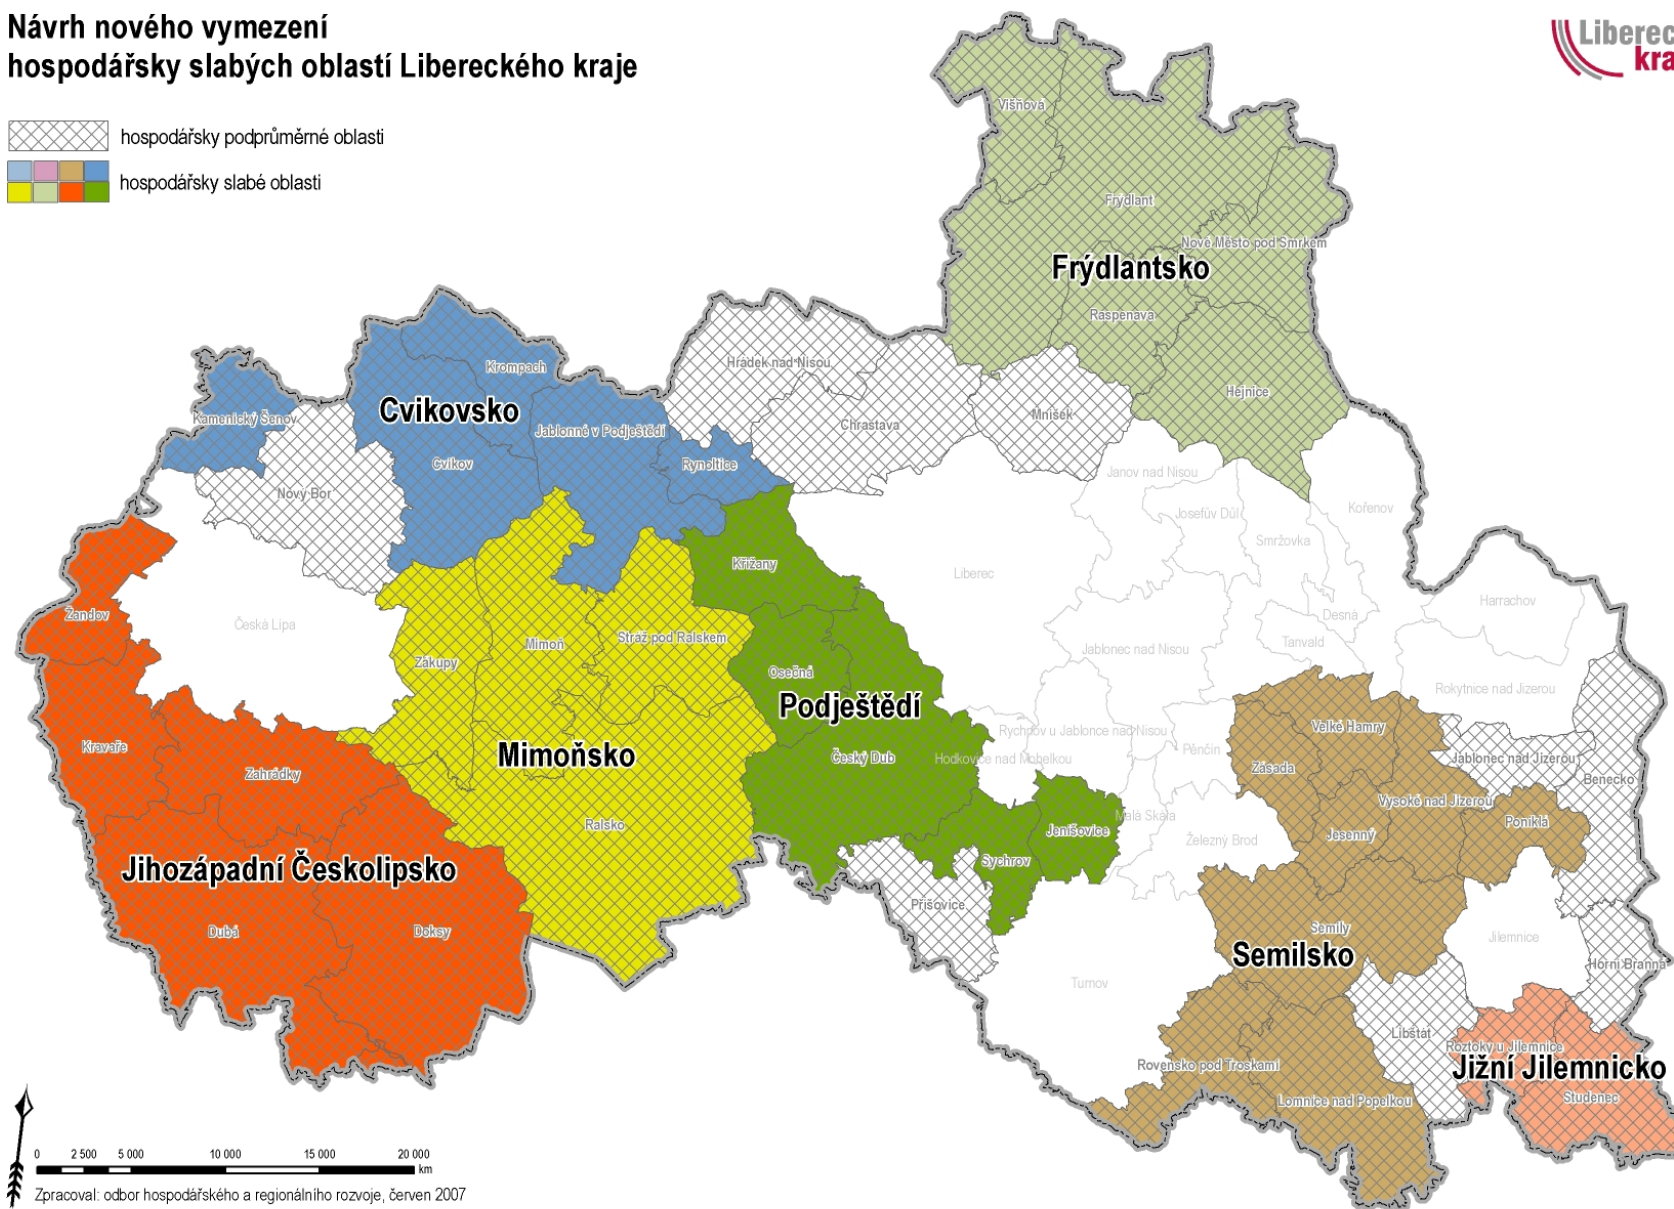 Návrh nového vymezení
hospodářsky slabých oblastí Libereckého kraje
Liberec
kra
hospodářsky podprůměrné oblasti
hospodářsky slabé oblasti
Višňová
Frýdlant
Nové Město pod Smrkem
Frýdlantsko
Raspenava
Hejnice
Hrádek nad Nisou
Chrastava
Mníšek
Krompach
Cvikovsko
Kamenický Šenov
Jablonné v Podještědí
Cvikov
Rynoltice
Nový Bor
Janov nad Nisou
Josefův Důl
Kořenov
Smržovka
Liberec
Křižany
Harrachov
Desná
Tanvald
Žandov
Česká Lípa
Mimoň
Stráž pod Ralskem
Zákupy
Jablonec nad Nisou
Osečná
Rokytnice nad Jizerou
Podještědí
Rychnov u Jablonce nad Nisou
Velké Hamry
Kravaře
Zahrádky
Mimoňsko
Český Dub
Hodkovice nad Mohelkou
Pěnčín
Zásada
Jablonec nad Jizerou
Benecko
Vysoké nad Jizerou
Ralsko
Jenišovice
Malá Skála
Železný Brod
Jesenný
Poniklá
Jihozápadní Českolipsko
Sychrov
Příšovice
Dubá
Doksy
Semily
Jilemnice
Semilsko
Horní Branná
Turnov
Libštát
Roztoky u Jilemnice
Rovensko pod Troskami
Jižní Jilemnicko
Lomnice nad Popelkou
Studenec
0 2 500 5 000 10 000 15 000 20 000
km
Zpracoval: odbor hospodářského a regionálního rozvoje, červen 2007